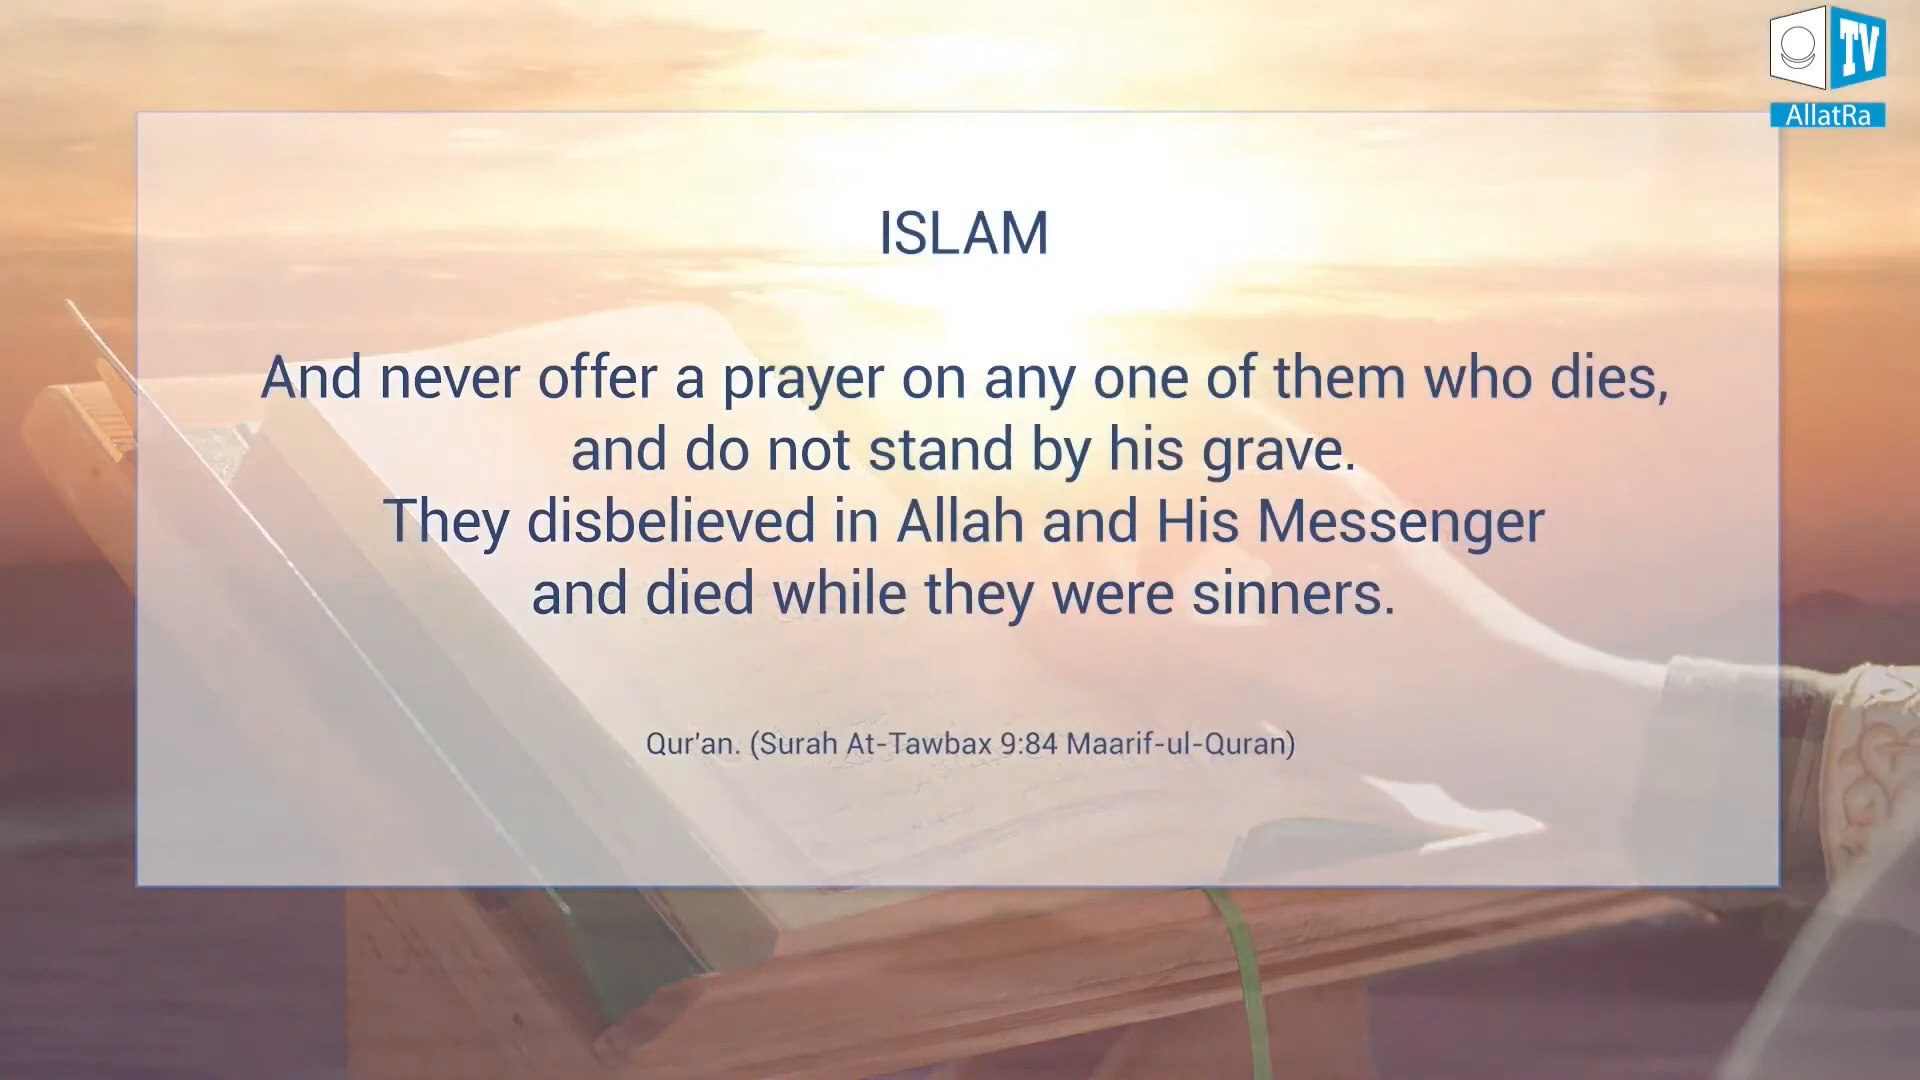 TV
AllatRa
ISLAM
And never offer a prayer on any one of them who dies,
and do not stand by his grave.
They disbelieved in Allah and His Messenger
and died while they were sinners.
Qur'an. (Surah At-Tawbax 9:84 Maarif-ul-Quran)